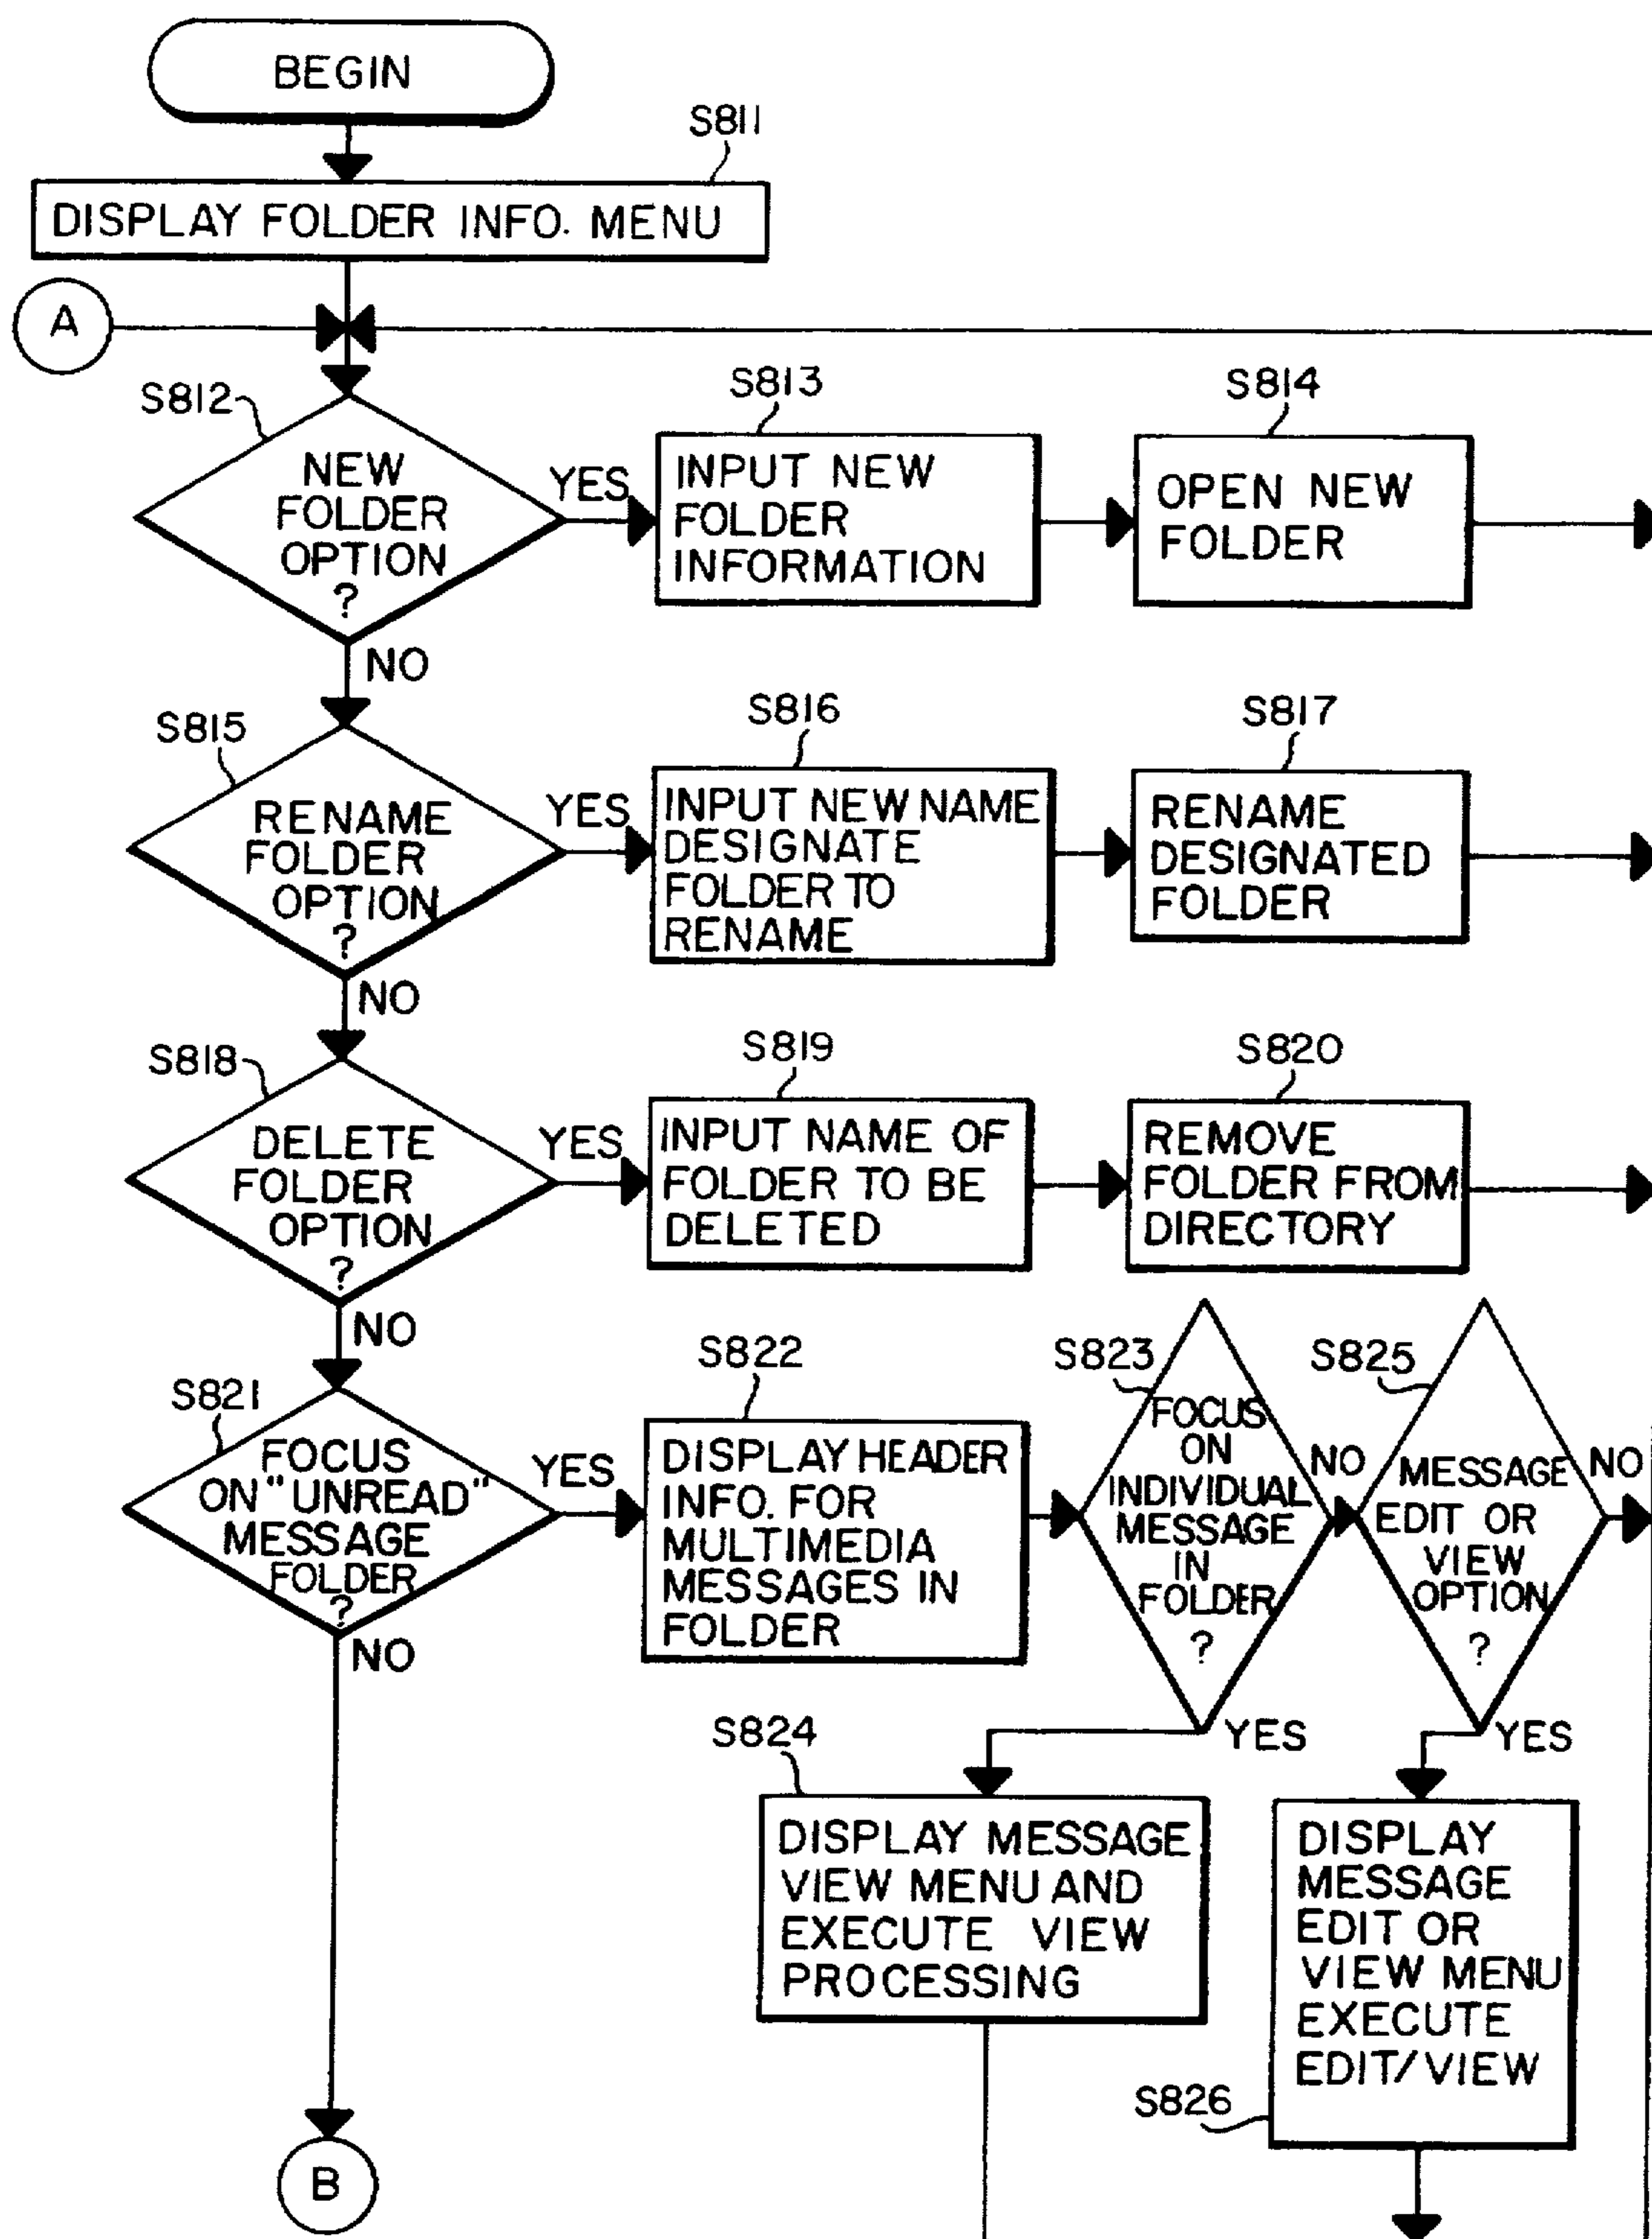 BEGIN
S811
DISPLAY FOLDER INFO. MENU
A
S812
NEW
FOLDER
OPTION
?
YES
NO
S813
INPUT NEW
FOLDER
INFORMATION
S814
OPEN NEW
FOLDER
S815
RENAME
FOLDER
OPTION
?
YES
NO
S816
INPUT NEW NAME
DESIGNATE
FOLDER TO
RENAME
S817
RENAME
DESIGNATED
FOLDER
S818
DELETE
FOLDER
OPTION
?
YES
NO
S819
INPUT NAME OF
FOLDER TO BE
DELETED
S820
REMOVE
FOLDER FROM
DIRECTORY
S821
FOCUS
ON "UNREAD"
MESSAGE
FOLDER
?
YES
NO
S822
DISPLAY HEADER
INFO. FOR
MULTIMEDIA
MESSAGES IN
FOLDER
S823
FOCUS
ON
INDIVIDUAL
MESSAGE
IN
FOLDER
?
NO
YES
S825
MESSAGE
EDIT OR
VIEW
OPTION
?
NO
YES
S824
DISPLAY MESSAGE
VIEW MENU AND
EXECUTE VIEW
PROCESSING
DISPLAY
MESSAGE
EDIT OR
VIEW MENU
EXECUTE
EDIT/VIEW
S826
B